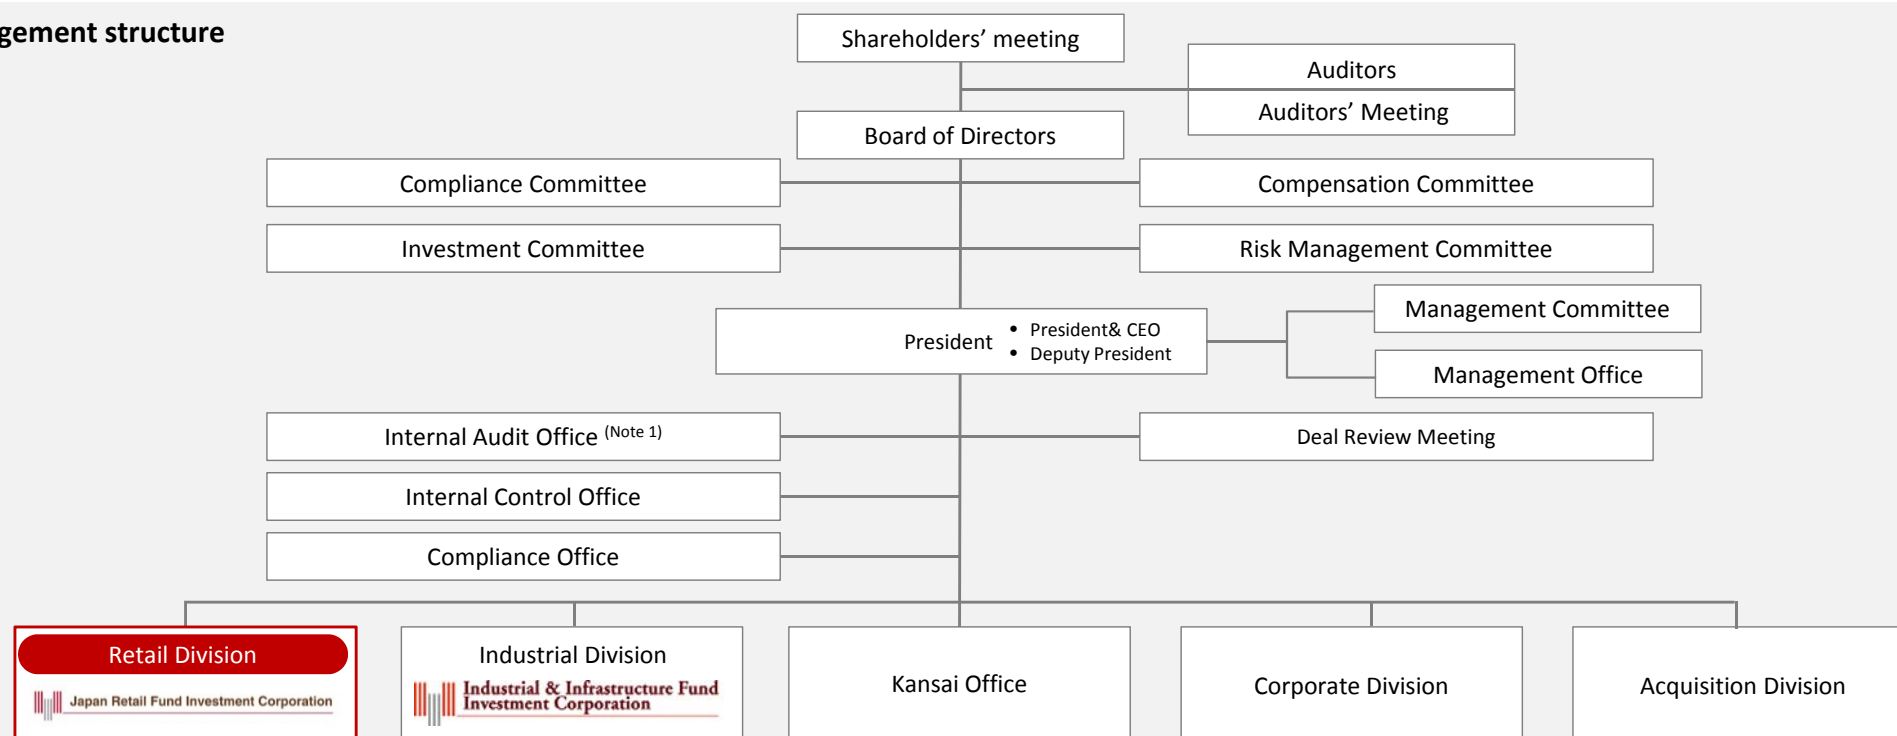 gement structure
Shareholders’ meeting
Auditors
Auditors’ Meeting
Board of Directors
Compliance Committee
Compensation Committee
Investment Committee
Risk Management Committee
President
• President& CEO
• Deputy President
Management Committee
Management Office
Internal Audit Office (Note 1)
Deal Review Meeting
Internal Control Office
Compliance Office
Retail Division
Japan Retail Fund Investment Corporation
Industrial Division
Industrial & Infrastructure Fund
Investment Corporation
Kansai Office
Corporate Division
Acquisition Division